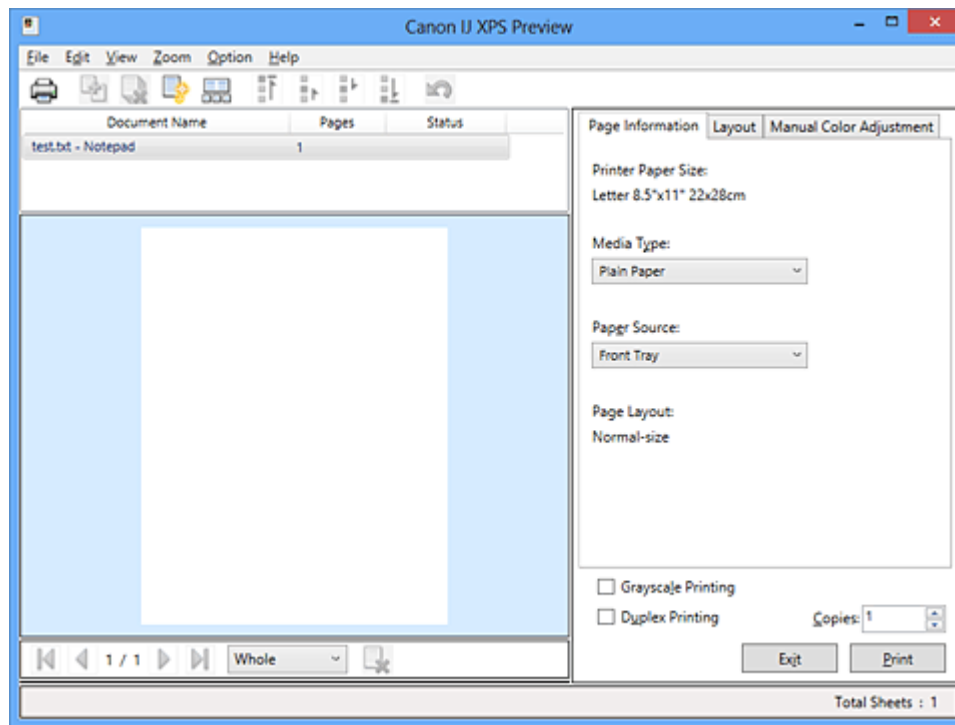 Canon IJ XPS Preview
File Edit View Zoom Option Help
Document Name Pages Status
test.txt - Notepad 1
Page Information Layout Manual Color Adjustment
Printer Paper Size:
Letter 8.5"x11" 22x28cm
Media Type:
Plain Paper
Paper Source:
Front Tray
Page Layout:
Normal-size
Grayscale Printing
Duplex Printing
Copies: 1
1 / 1 Whole
Exit Print
Total Sheets : 1